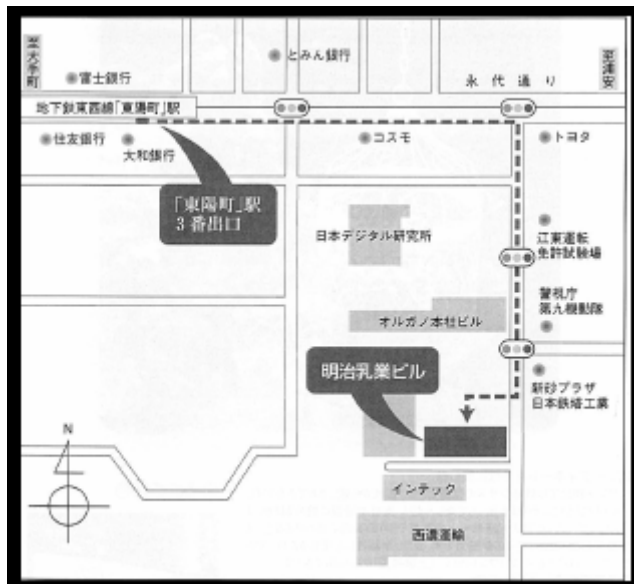 至大手町
富士銀行
とみん銀行
永代通り
至浦安
地下鉄東西線「東陽町」駅
住友銀行
大和銀行
コスモ
トヨタ
「東陽町」駅
3番出口
日本デジタル研究所
江東運転
免許試験場
警視庁
第九機動隊
オルガノ本社ビル
明治乳業ビル
新砂プラザ
日本鉄塔工業
N
インテック
西濃運輸